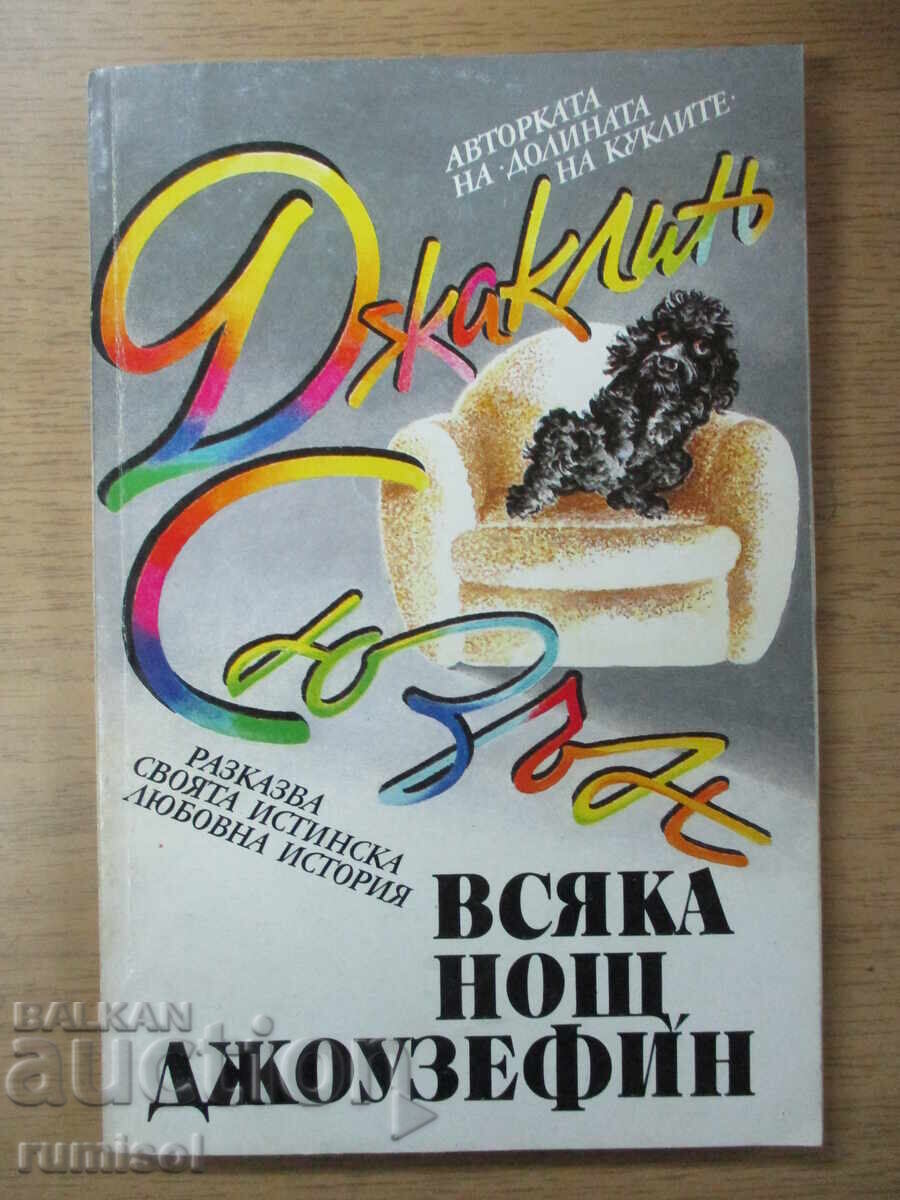 АВТОРКАТА
НА „ДОЛИНАТА
НА КУКЛИТЕ“
Джаклин
Сюзан
РАЗКАЗВА
СВОЯТА ИСТИНСКА
ЛЮБОВНА ИСТОРИЯ
ВСЯКА
НОЩ
ДЖОУЗЕФИН
BALKAN
auction
rumisol